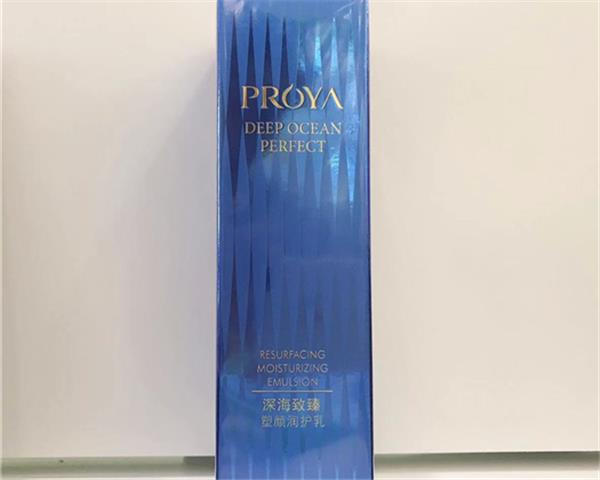 PROYA
DEEP OCEAN
PERFECT
RESURFACING
MOISTURIZING
EMULSION
深海致臻
塑颜润护乳